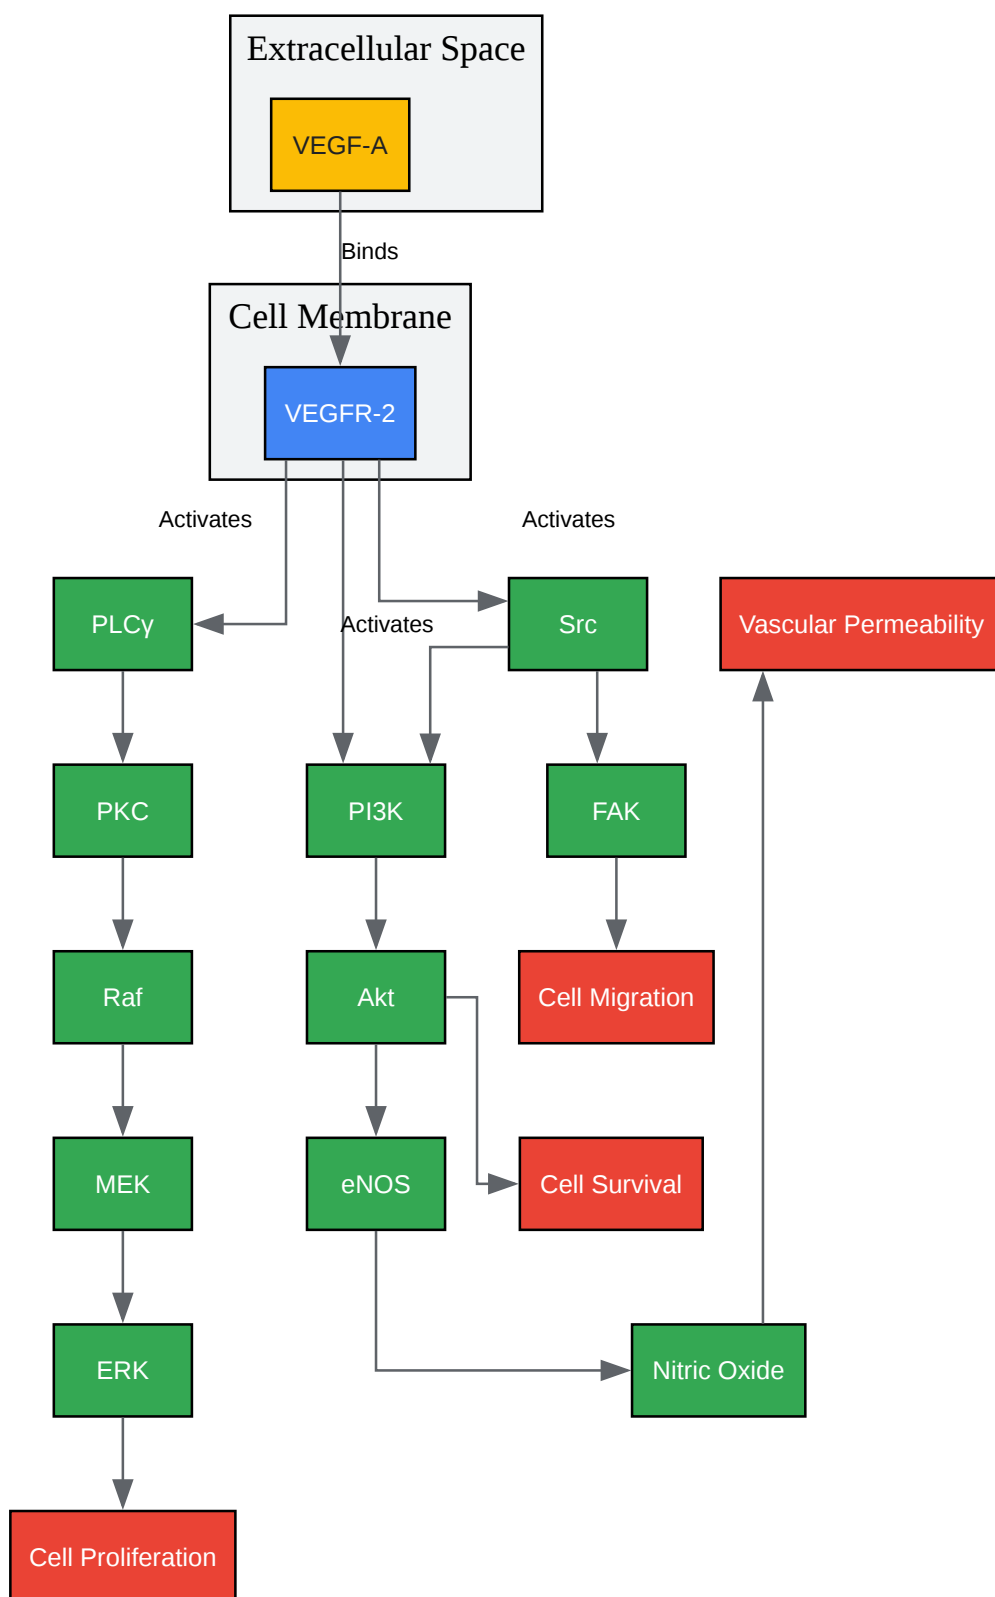 Extracellular Space
VEGF-A
Binds
Cell Membrane
VEGFR-2
Activates
Activates
PLCγ
Activates
Src
Vascular Permeability
PKC
PI3K
FAK
Raf
Akt
Cell Migration
MEK
eNOS
Cell Survival
ERK
Nitric Oxide
Cell Proliferation